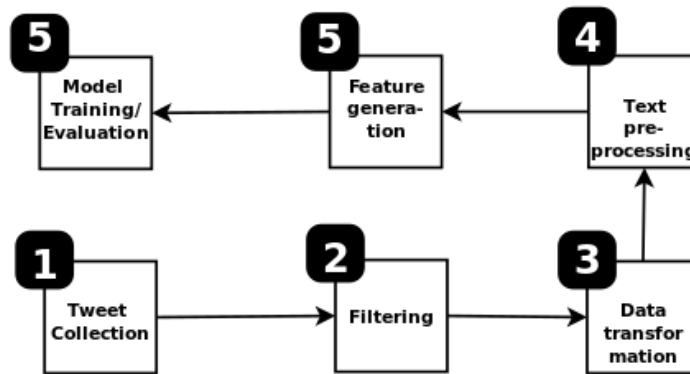 5
Model
Training/
Evaluation
5
Feature
genera-
tion
4
Text
pre-
processing
1
Tweet
Collection
2
Filtering
3
Data
transfor
mation